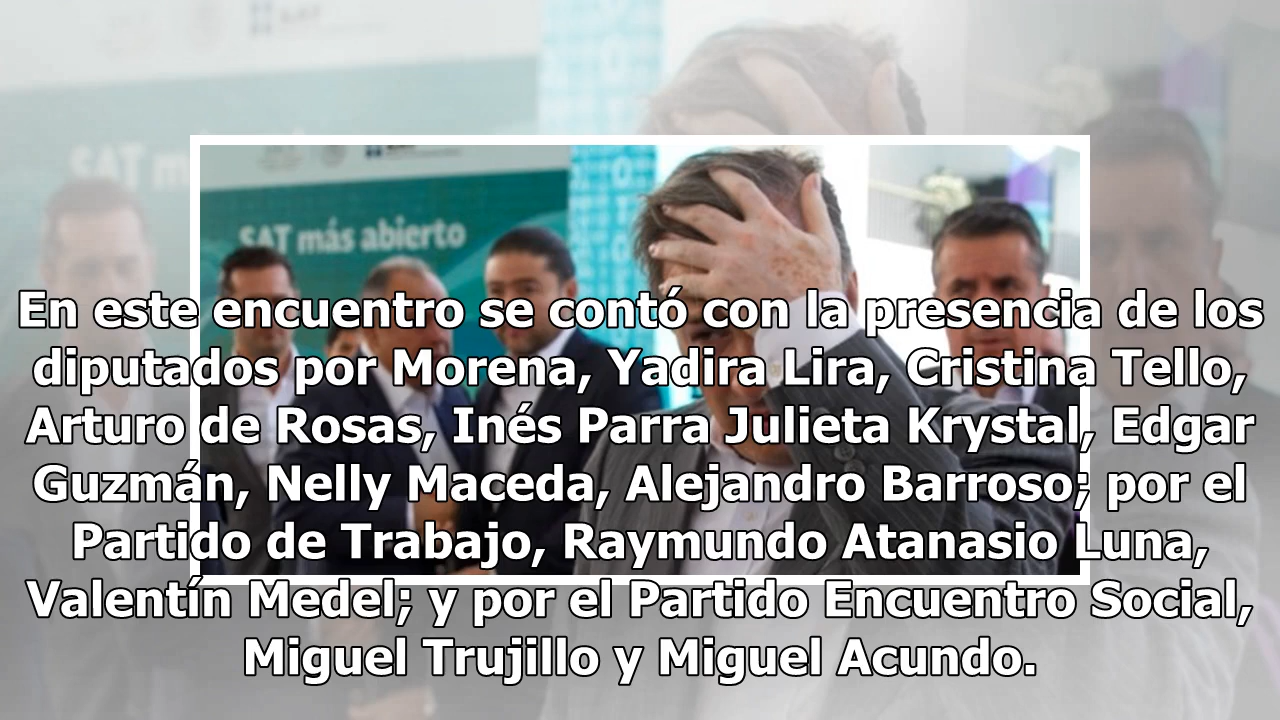 SAT más abierto
En este encuentro se contó con la presencia de los
diputados por Morena, Yadira Lira, Cristina Tello,
Arturo de Rosas, Inés Parra Julieta Krystal, Edgar
Guzmán, Nelly Maceda, Alejandro Barroso; por el
Partido de Trabajo, Raymundo Atanasio Luna,
Valentín Medel; y por el Partido Encuentro Social,
Miguel Trujillo y Miguel Acundo.